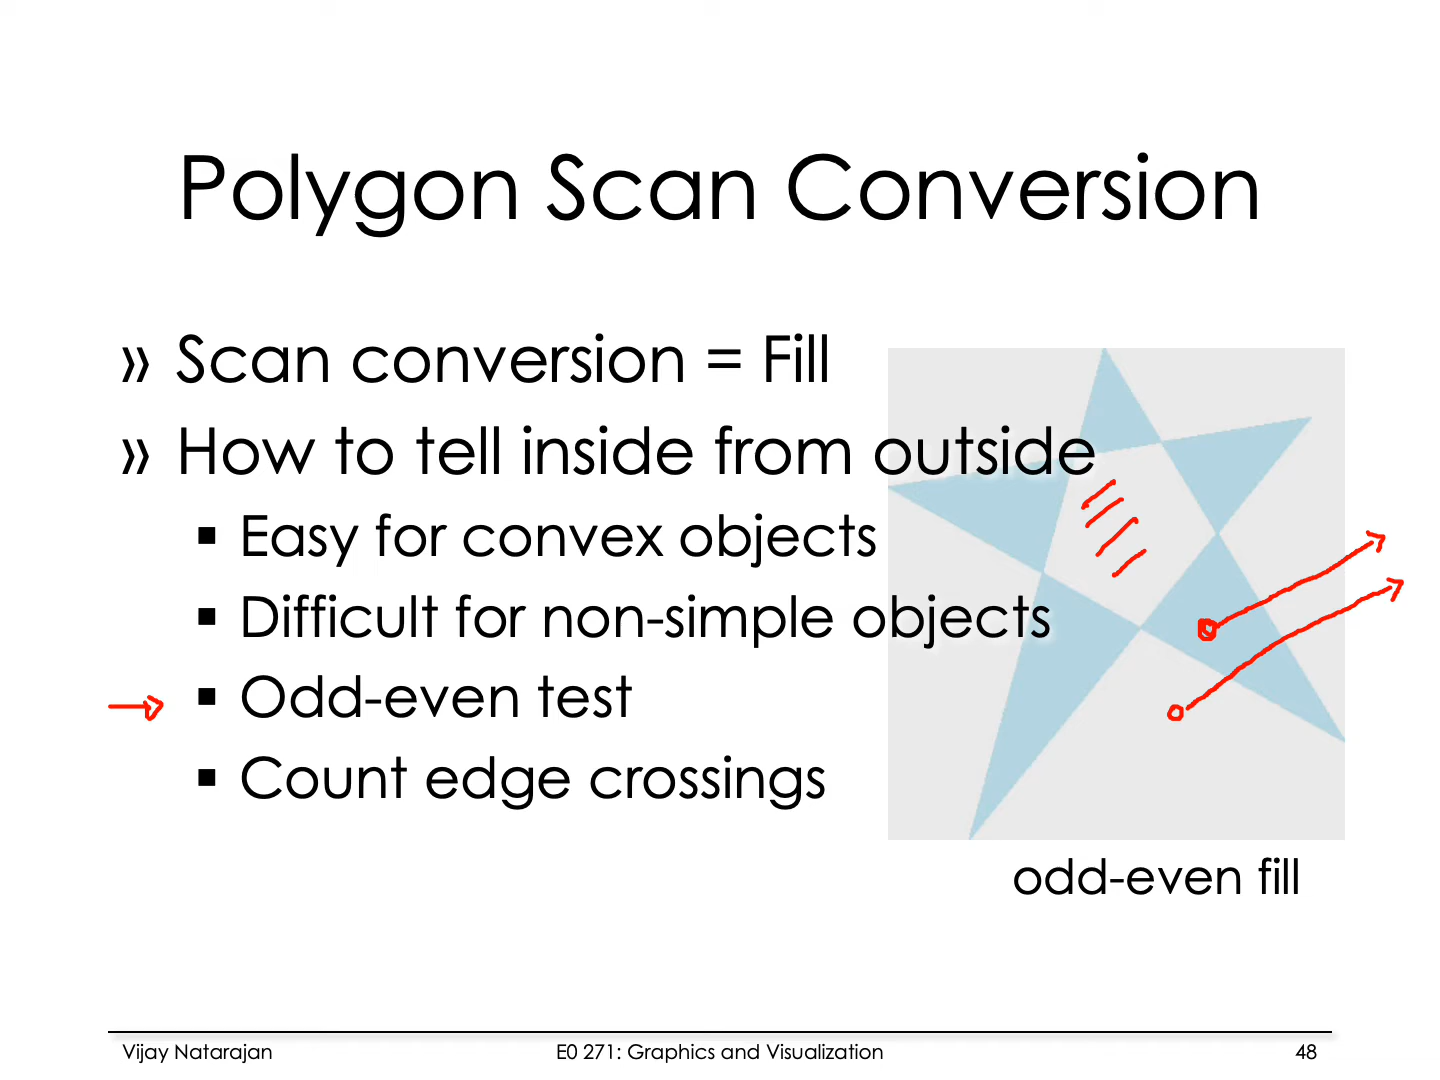 Polygon Scan Conversion
» Scan conversion = Fill
» How to tell inside from outside
▪ Easy for convex objects
▪ Difficult for non-simple objects
▪ Odd-even test
▪ Count edge crossings
odd-even fill
Vijay Natarajan
E0 271: Graphics and Visualization
48